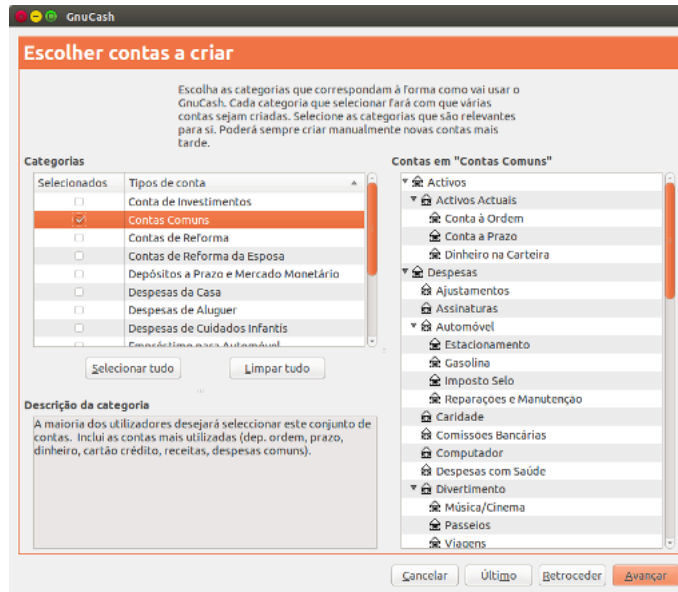 GnuCash
Escolher contas a criar
Escolha as categorias que correspondam à forma como vai usar o
GnuCash. Cada categoria que selecionar fará com que várias
contas sejam criadas. Selecione as categorias que são relevantes
para si. Poderá sempre criar manualmente novas contas mais
tarde.
Categorias
Selecionados Tipos de conta
Conta de Investimentos
Contas Comuns
Contas de Reforma
Contas de Reforma da Esposa
Depósitos a Prazo e Mercado Monetário
Despesas da Casa
Despesas de Aluguer
Despesas de Cuidados Infantis
Empréstimo para Automóvel
Selecionar tudo Limpar tudo
Descrição da categoria
A maioria dos utilizadores desejará seleccionar este conjunto de
contas. Inclui as contas mais utilizadas (dep. ordem, prazo,
dinheiro, cartão crédito, receitas, despesas comuns).
Contas em "Contas Comuns"
Activos
Activos Actuais
Conta à Ordem
Conta a Prazo
Dinheiro na Carteira
Despesas
Ajustamentos
Assinaturas
Automóvel
Estacionamento
Gasolina
Imposto Selo
Reparações e Manutenção
Caridade
Comissões Bancárias
Computador
Despesas com Saúde
Divertimento
Música/Cinema
Passeios
Viagens
Cancelar Último Retroceder Avançar